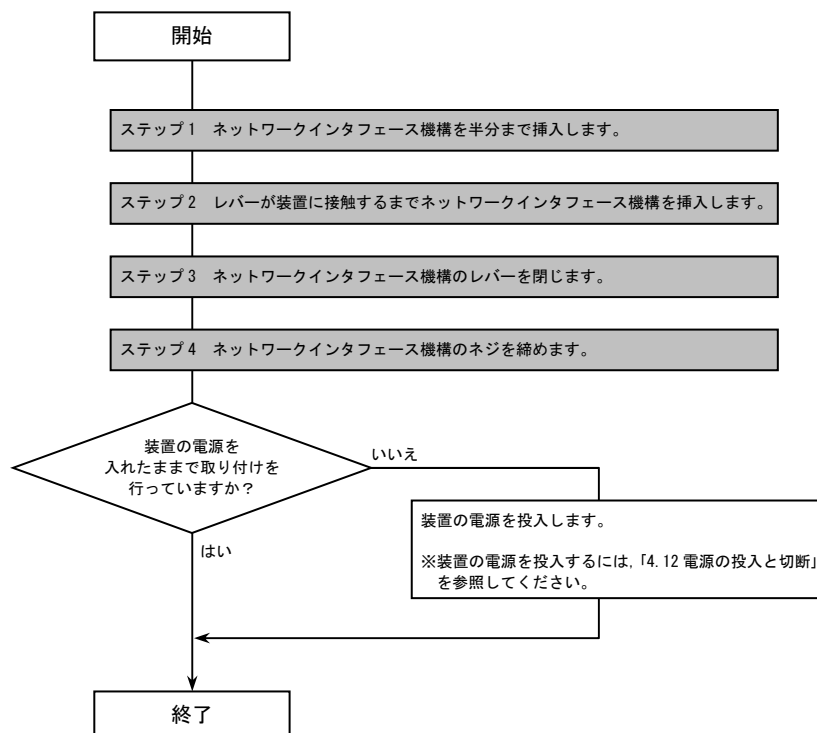 開始
ステップ1 ネットワークインタフェース機構を半分まで挿入します。
ステップ2 レバーが装置に接触するまでネットワークインタフェース機構を挿入します。
ステップ3 ネットワークインタフェース機構のレバーを閉じます。
ステップ4 ネットワークインタフェース機構のネジを締めます。
装置の電源を
入れたままで取り付けを
行っていますか？
いいえ
装置の電源を投入します。
※装置の電源を投入するには,「4.12 電源の投入と切断」
を参照してください。
はい
終了